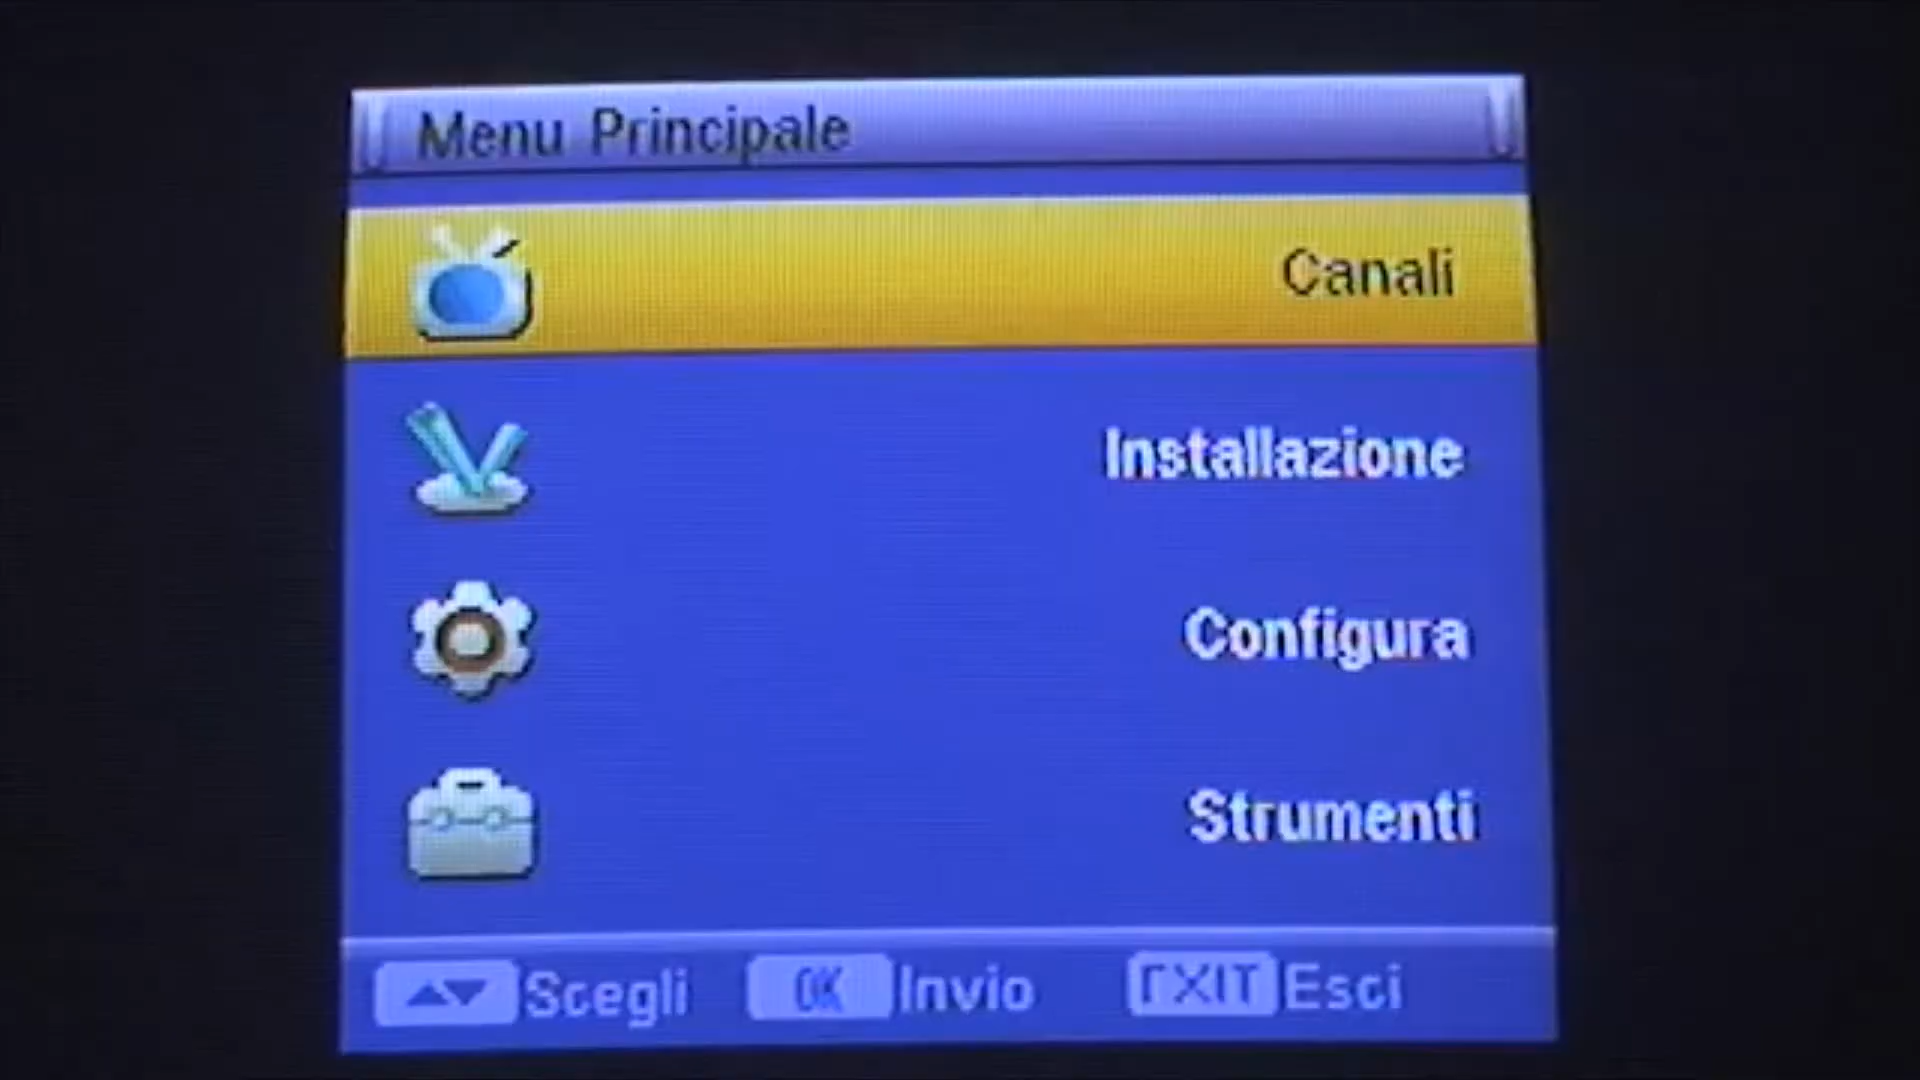 Menu Principale
Canali
Installazione
Configura
Strumenti
Scegli OK Invio EXIT Esci